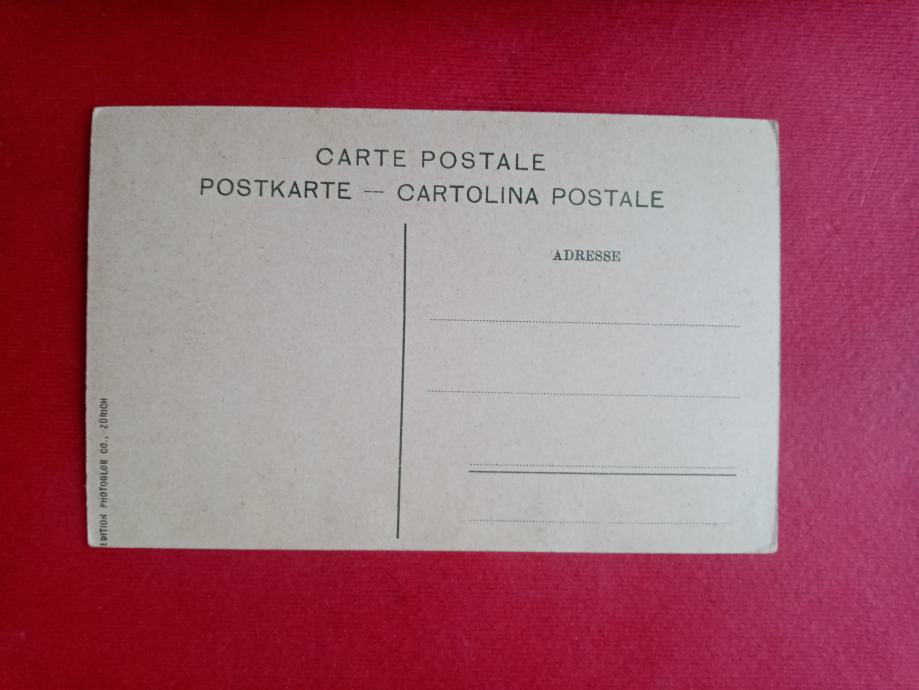 CARTE POSTALE
POSTKARTE — CARTOLINA POSTALE
ADRESSE
EDITION PHOTOGLOB CO., ZÜRICH